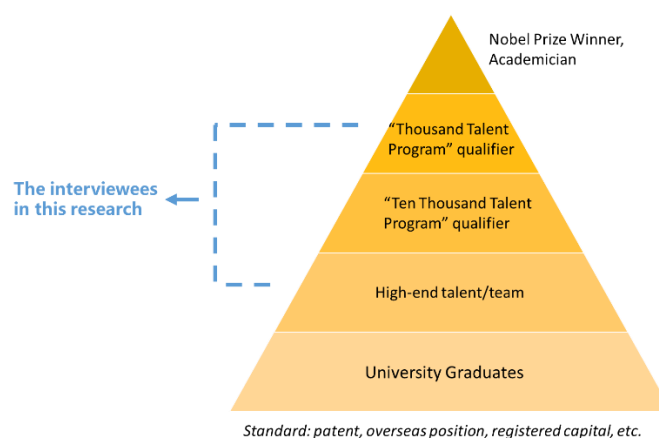 Nobel Prize Winner,
Academician
“Thousand Talent
Program” qualifier
The interviewees
in this research
“Ten Thousand Talent
Program” qualifier
High-end talent/team
University Graduates
Standard: patent, overseas position, registered capital, etc.